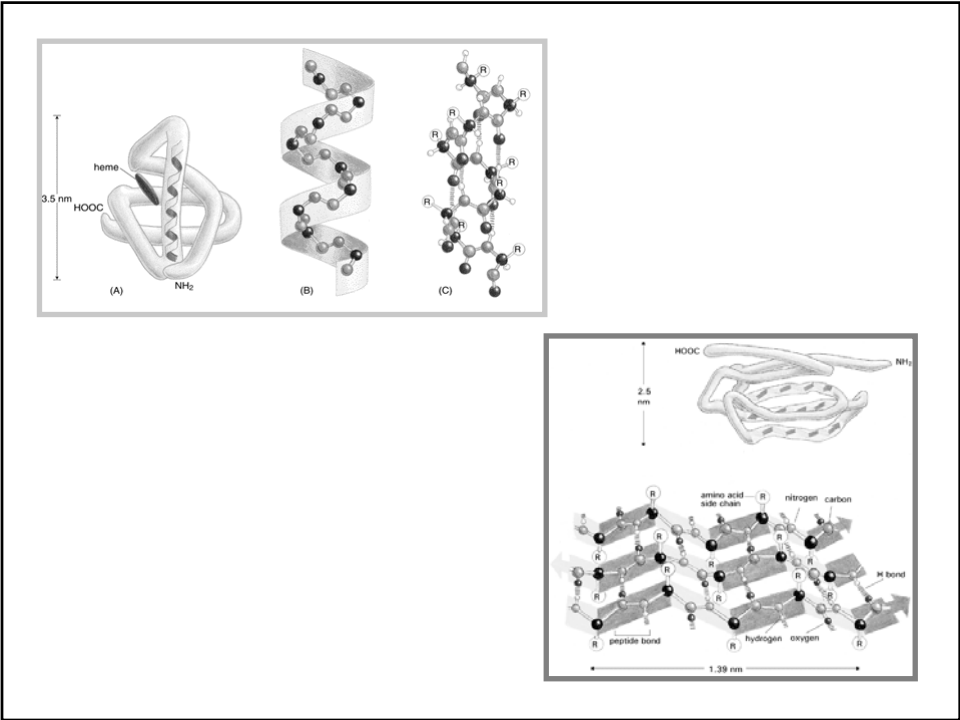 R
R
R
R
heme
R
3.5 nm
HOOC
R
R
R
R
NH2
(A)
(B)
(C)
HOOC
NH2
2.5
nm
amino acid
side chain
R
R
nitrogen
carbon
R
R
R
R
R
R
R
H bond
R
R
R
R
peptide bond
hydrogen
oxygen
R
R
R
1.39 nm